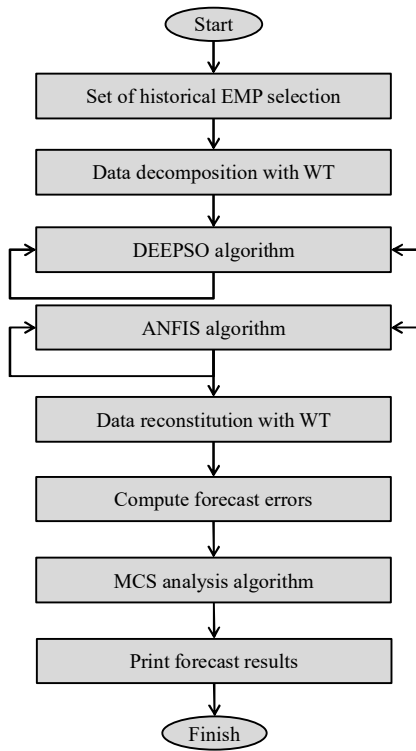 Start
Set of historical EMP selection
Data decomposition with WT
DEEPSO algorithm
ANFIS algorithm
Data reconstitution with WT
Compute forecast errors
MCS analysis algorithm
Print forecast results
Finish